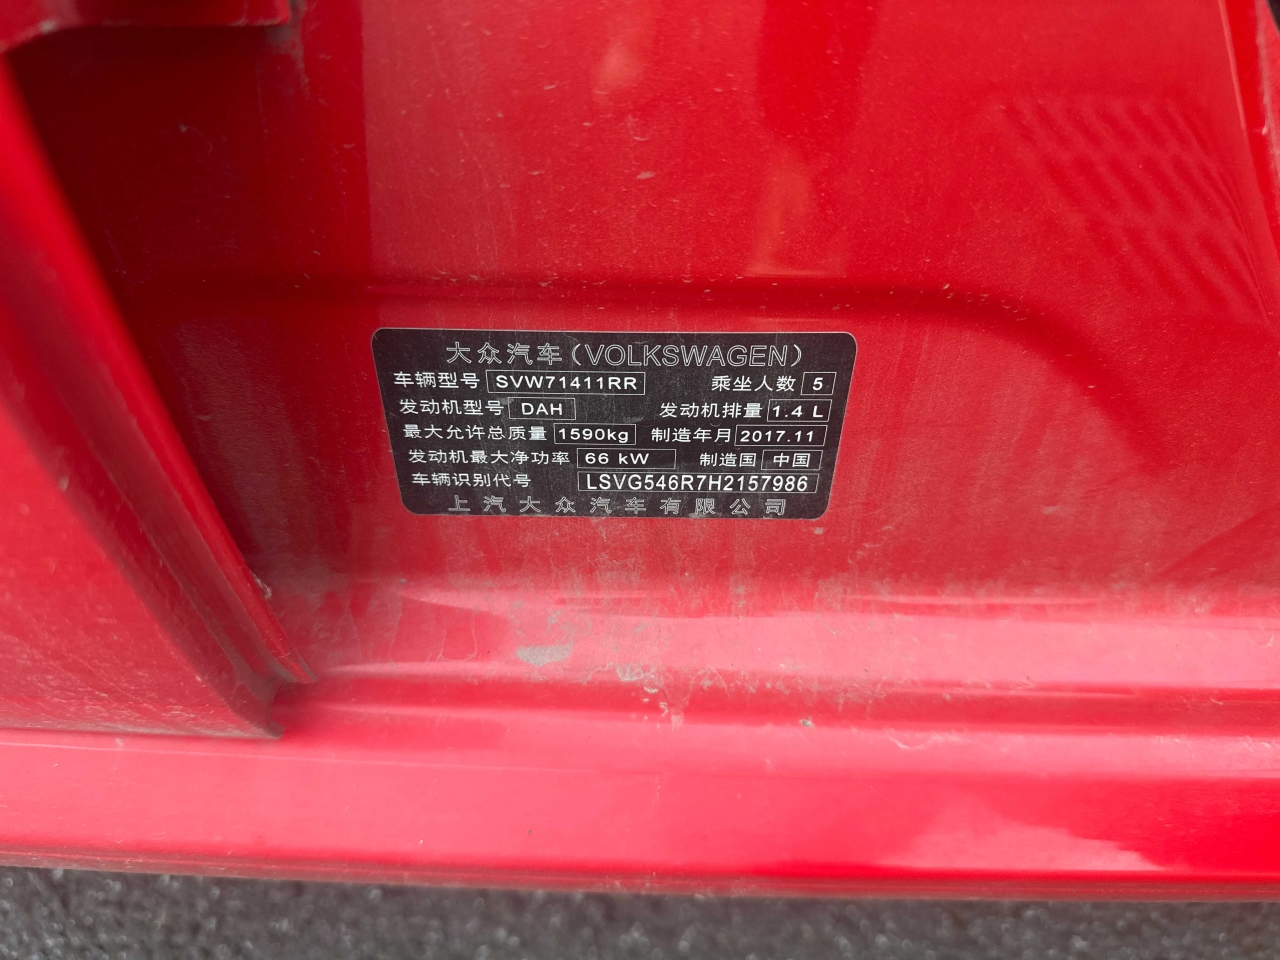 大众汽车(VOLKSWAGEN)
车辆型号 SVW71411RR 乘坐人数 5
发动机型号 DAH 发动机排量 1.4 L
最大允许总质量 1590kg 制造年月 2017.11
发动机最大净功率 66 kW 制造国 中国
车辆识别代号 LSVG546R7H2157986
上汽大众汽车有限公司